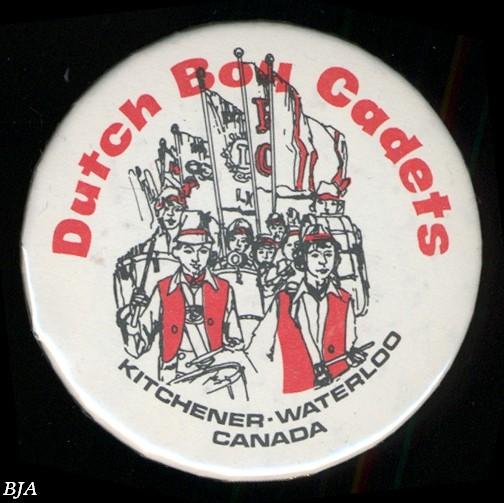 Dutch Boy Cadets
KITCHENER-WATERLOO
CANADA
BJA